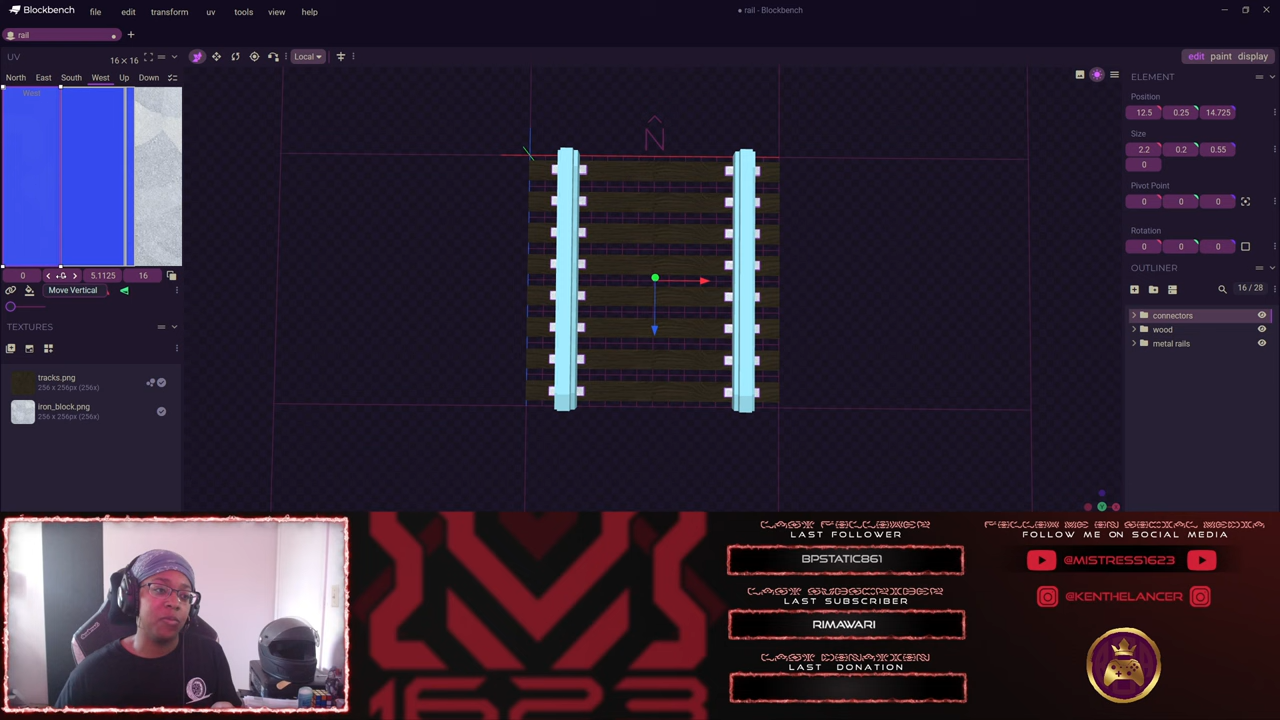 Blockbench
file edit transform uv tools view help
● rail - Blockbench
rail
UV
16 × 16
Local
edit paint display
North East South West Up Down
West
N
0
5.1125
16
Move Vertical
TEXTURES
tracks.png
256 x 256px (256x)
iron_block.png
256 x 256px (256x)
ELEMENT
Position
12.5 0.25 14.725
Size
2.2 0.2 0.55
0
Pivot Point
0 0 0
Rotation
0 0 0
OUTLINER
16 / 28
connectors
wood
metal rails
LAST FOLLOWER
BPSTATIC861
LAST SUBSCRIBER
RIMAWARI
LAST DONATION
FOLLOW ME ON SOCIAL MEDIA
@MISTRESS1623
@KENTHELANCER
1623